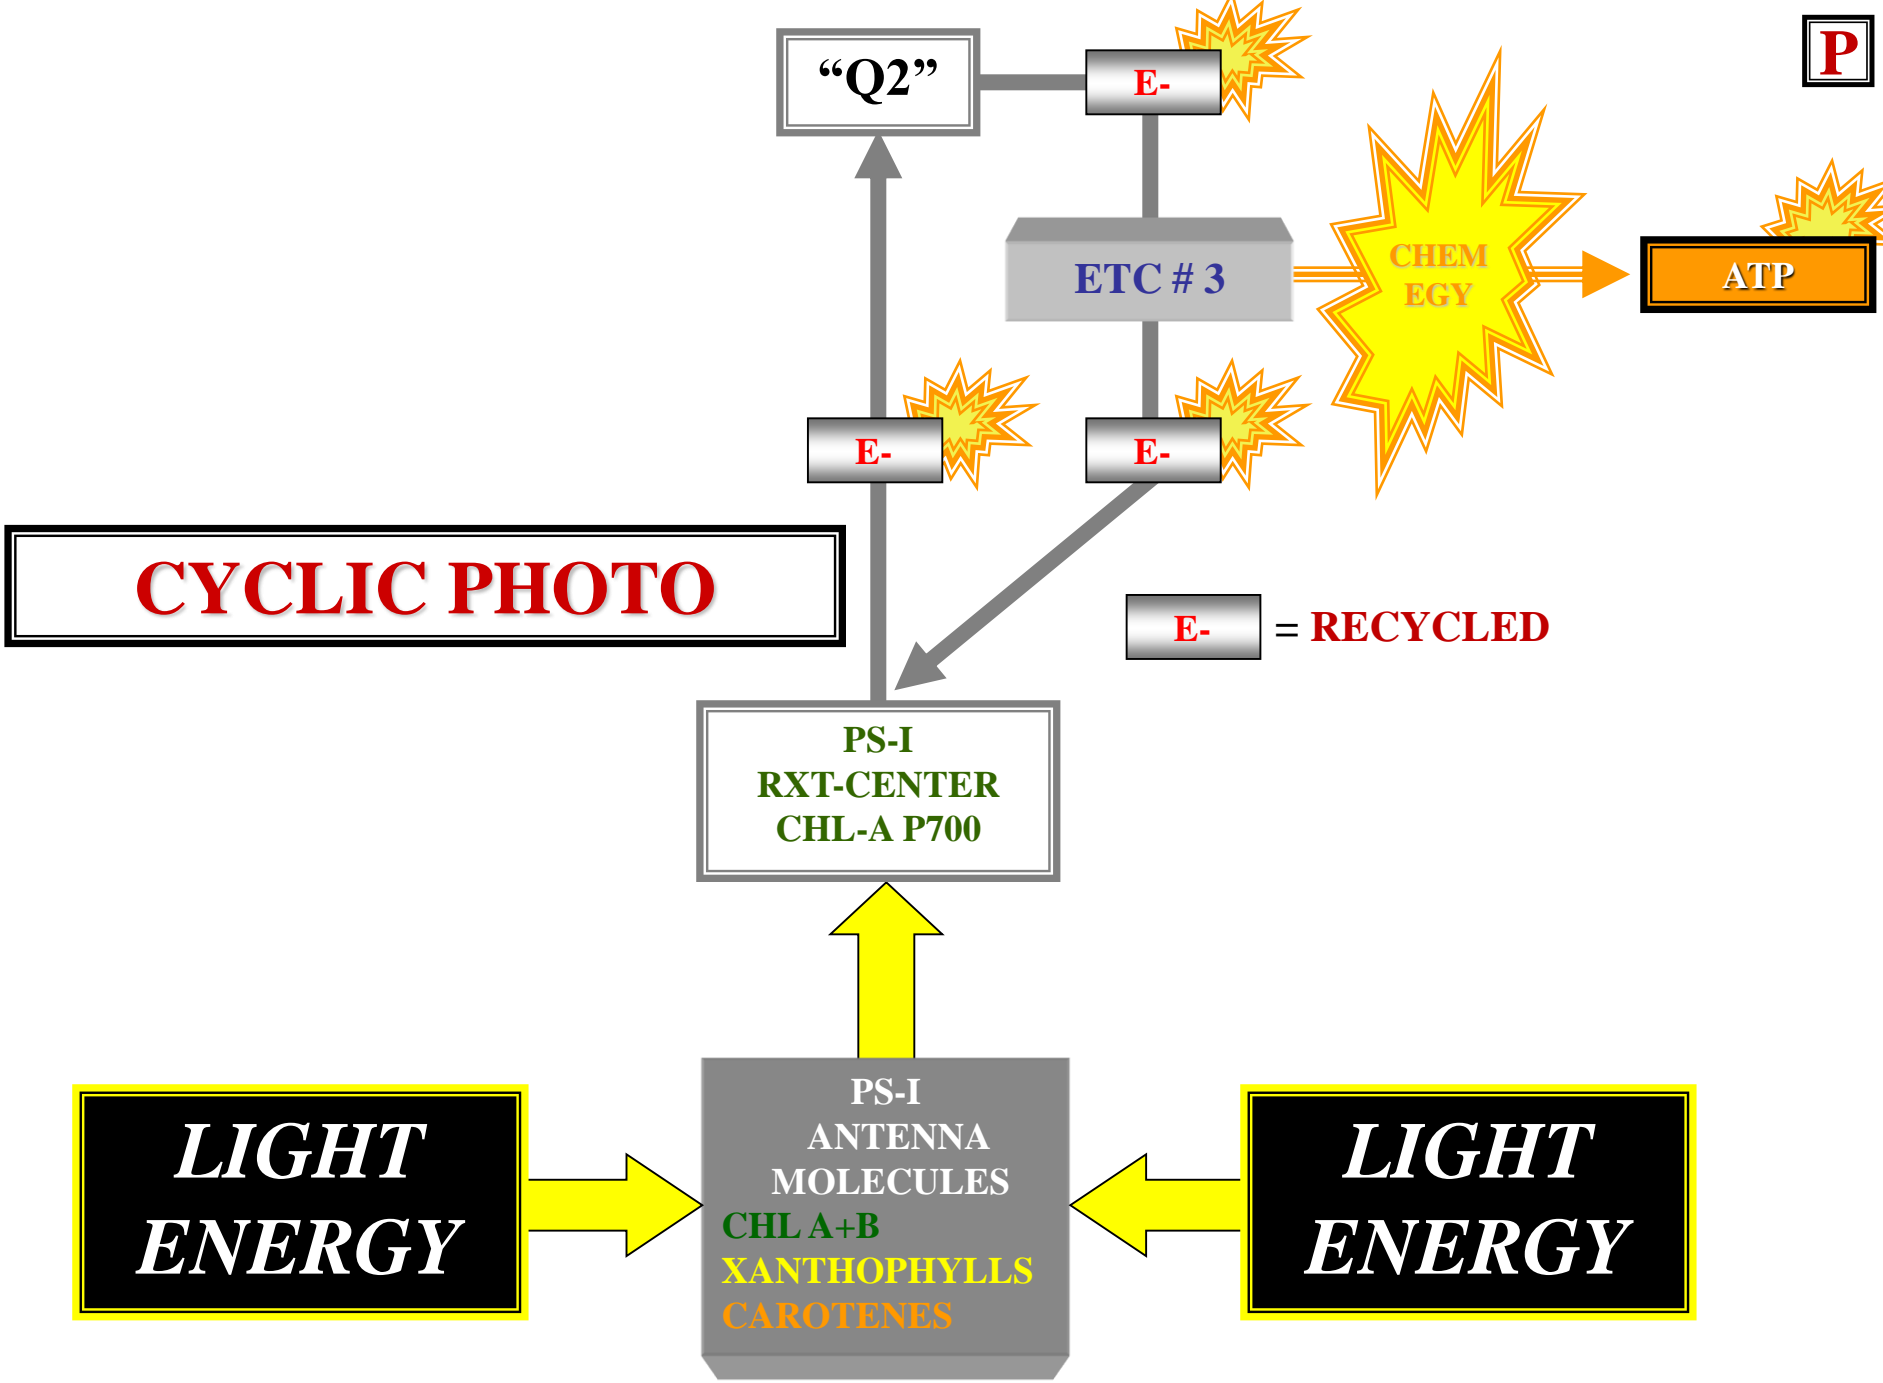 “Q2”
E-
P
CHEM
EGY
ETC # 3
ATP
E-
E-
CYCLIC PHOTO
E-
= RECYCLED
PS-I
RXT-CENTER
CHL-A P700
LIGHT
ENERGY
PS-I
ANTENNA
MOLECULES
CHL A+B
XANTHOPHYLLS
CAROTENES
LIGHT
ENERGY